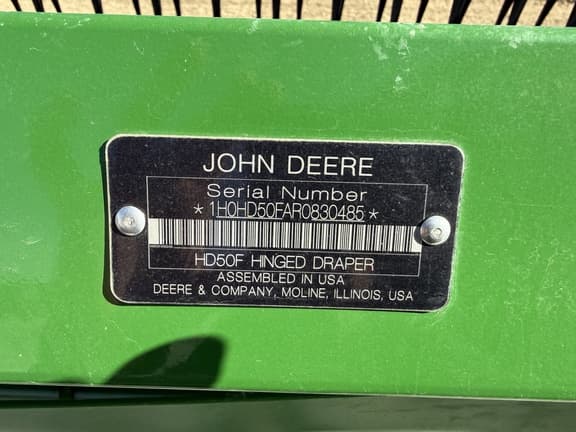 JOHN DEERE
Serial Number
*1H0HD50FAR0830485*
HD50F HINGED DRAPER
ASSEMBLED IN USA
DEERE & COMPANY, MOLINE, ILLINOIS, USA